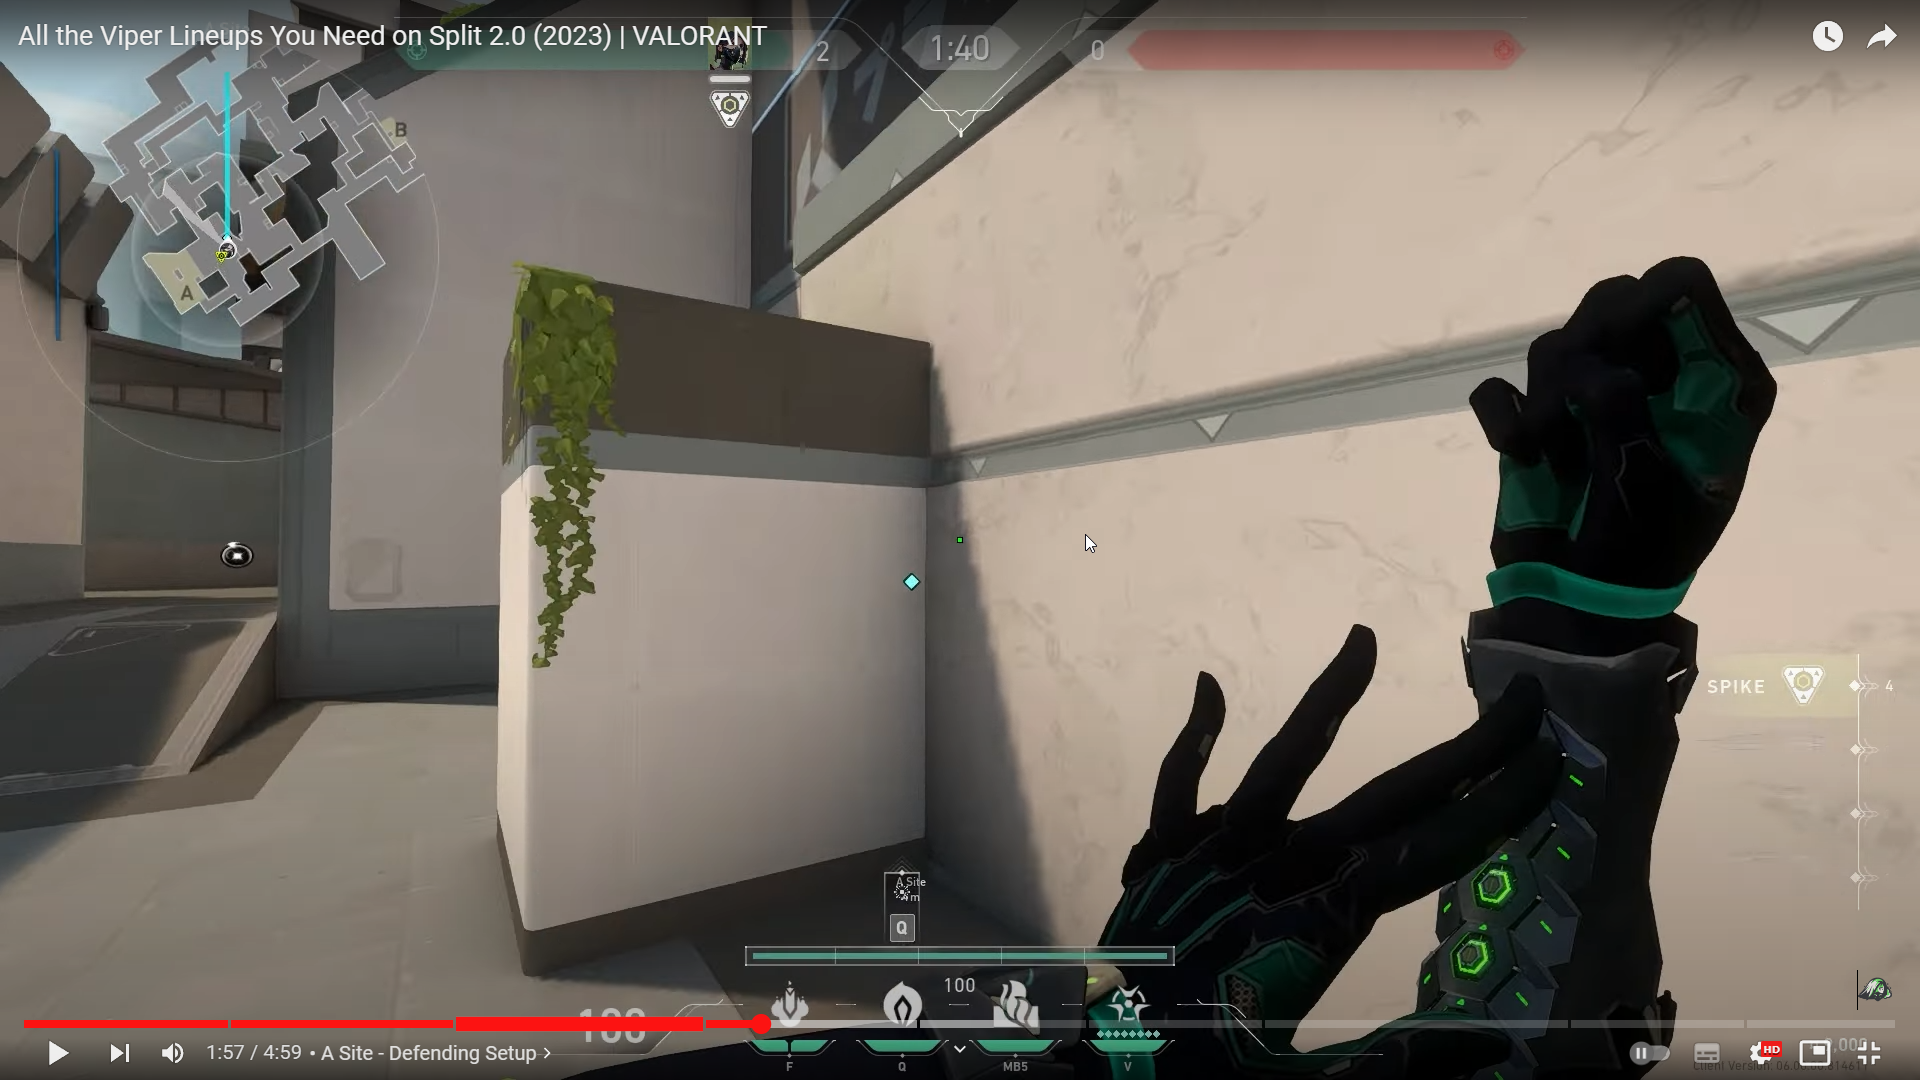 All the Viper Lineups You Need on Split 2.0 (2023) | VALORANT
2
1:40
0
B
A
SPIKE
4
A Site
Q
100
100
1:57 / 4:59 • A Site - Defending Setup
HD
F
Q
MB5
V